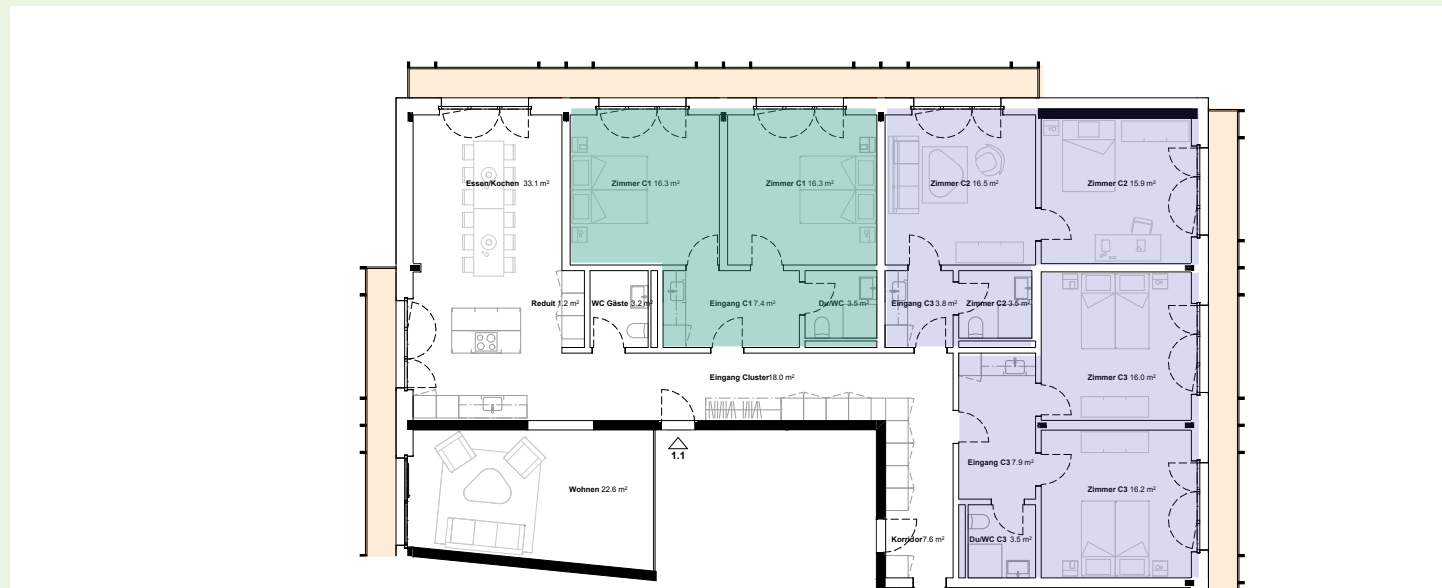 Essen/Kochen 33.1 m²
Zimmer C1 16.3 m²
Zimmer C1 16.3 m²
Zimmer C2 16.5 m²
Zimmer C2 15.9 m²
Reduit 1.2 m²
WC Gäste 3.2 m²
Eingang C1 7.4 m²
Du/WC 3.5 m²
Eingang C3 3.8 m²
Zimmer C2 3.5 m²
Eingang Cluster 18.0 m²
Zimmer C3 16.0 m²
1.1
Eingang C3 7.9 m²
Wohnen 22.6 m²
Zimmer C3 16.2 m²
Korridor 7.6 m²
Du/WC C3 3.5 m²